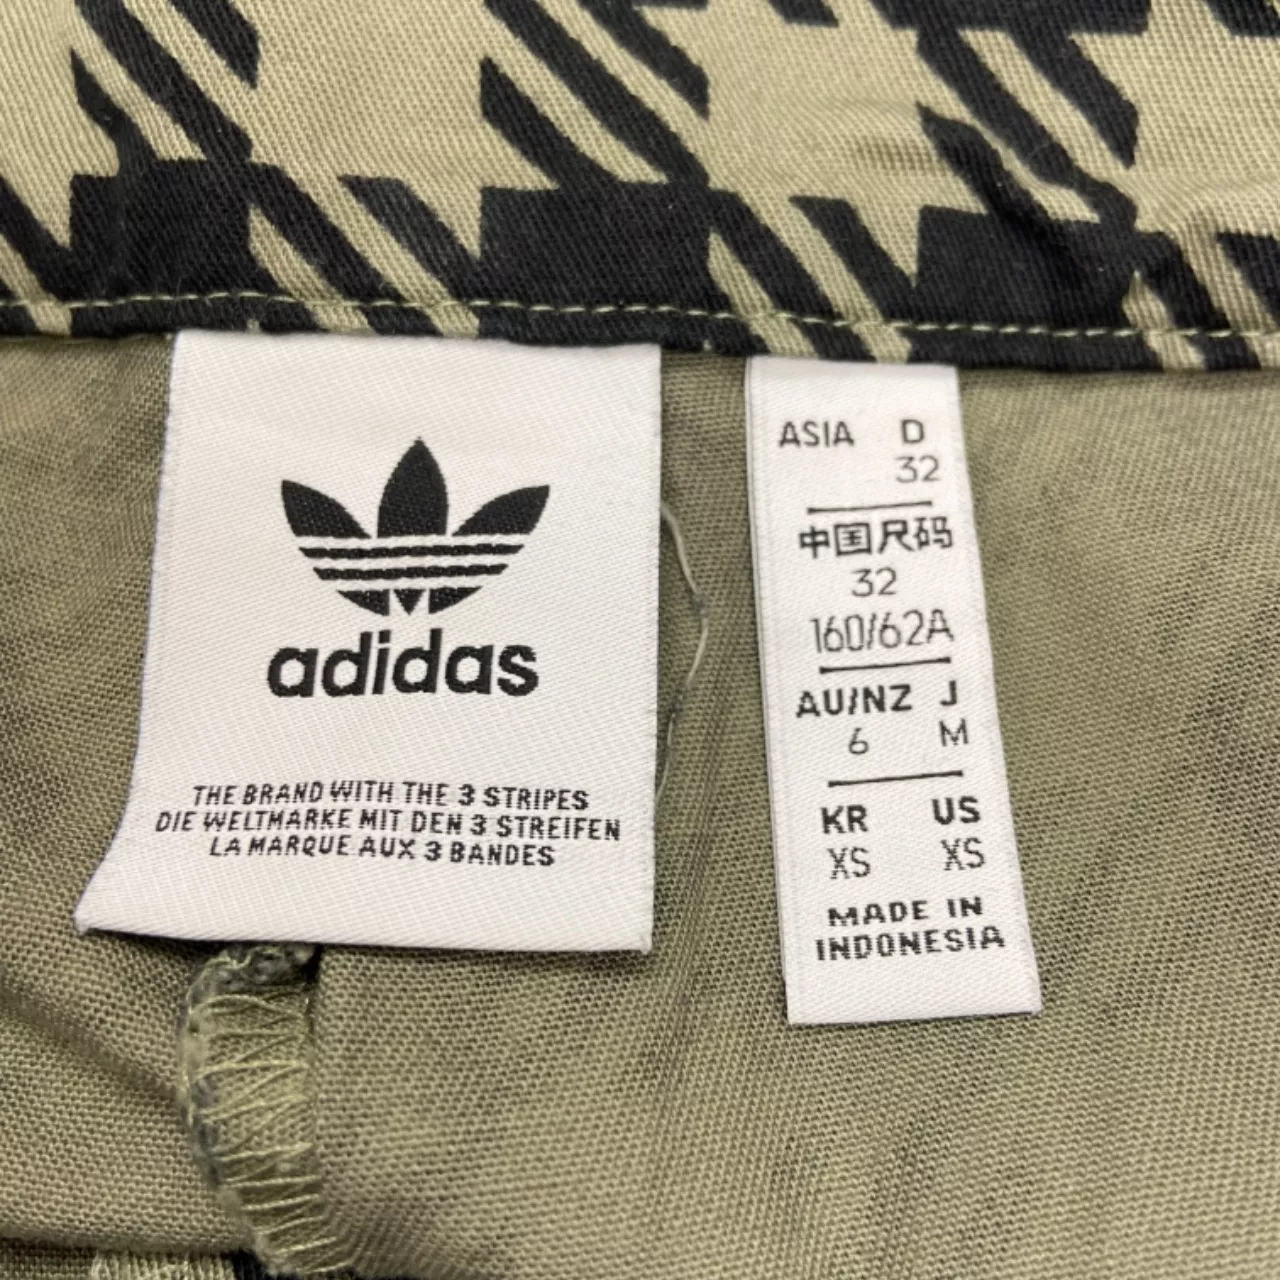 adidas
THE BRAND WITH THE 3 STRIPES
DIE WELTMARKE MIT DEN 3 STREIFEN
LA MARQUE AUX 3 BANDES
ASIA D
32
中国尺码
32
160/62A
AU/NZ J
6 M
KR US
XS XS
MADE IN
INDONESIA